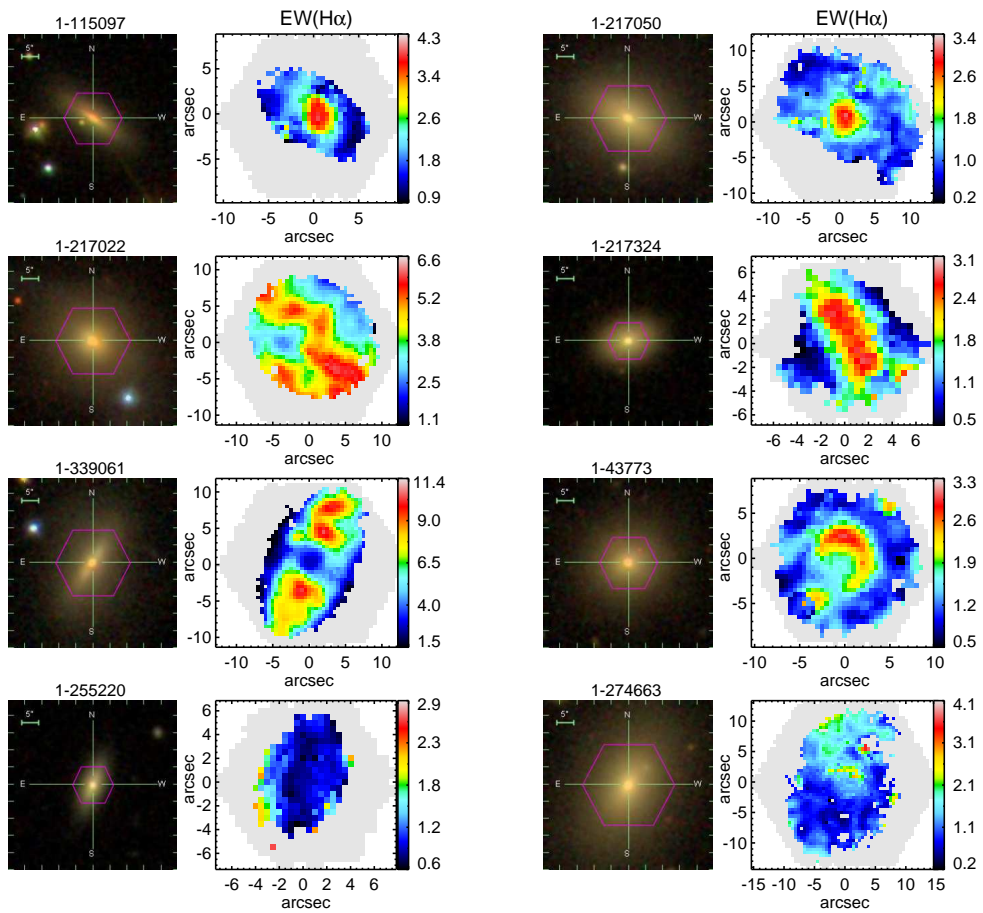 1-115097 EW(Hα) 1-217050 EW(Hα)
5" N E W S
5 0 -5
arcsec
-10 -5 0 5
arcsec
4.3 3.4 2.6 1.8 0.9
5" N E W S
10 5 0 -5 -10
arcsec
-10 -5 0 5 10
arcsec
3.4 2.6 1.8 1.0 0.2
1-217022 1-217324
5" N E W S
10 5 0 -5 -10
arcsec
-10 -5 0 5 10
arcsec
6.6 5.2 3.8 2.5 1.1
5" N E W S
6 4 2 0 -2 -4 -6
arcsec
-6 -4 -2 0 2 4 6
arcsec
3.1 2.4 1.8 1.1 0.5
1-339061 1-43773
5" N E W S
10 5 0 -5 -10
arcsec
-10 -5 0 5 10
arcsec
11.4 9.0 6.5 4.0 1.5
5" N E W S
5 0 -5
arcsec
-10 -5 0 5 10
arcsec
3.3 2.6 1.9 1.2 0.5
1-255220 1-274663
5" N E W S
6 4 2 0 -2 -4 -6
arcsec
-6 -4 -2 0 2 4 6
arcsec
2.9 2.3 1.8 1.2 0.6
5" N E W S
10 5 0 -5 -10
arcsec
-15 -10 -5 0 5 10 15
arcsec
4.1 3.1 2.1 1.1 0.2